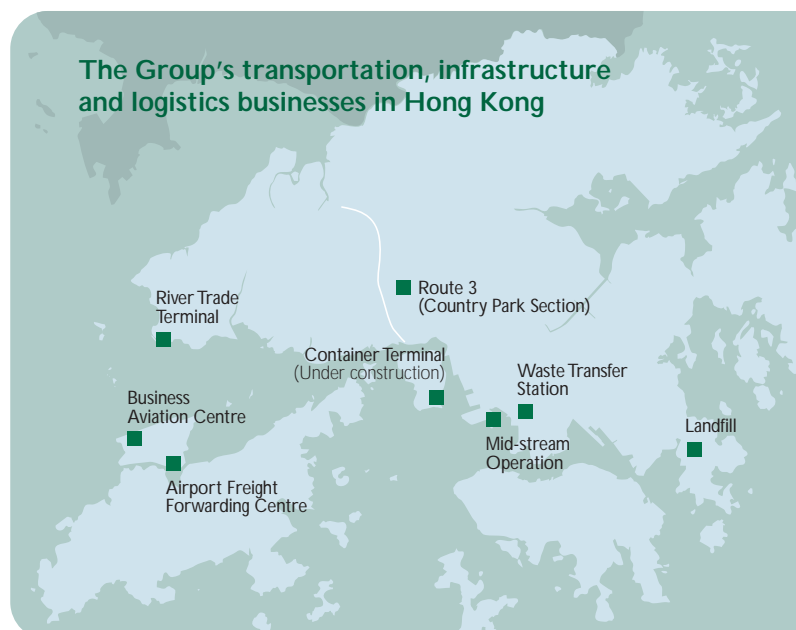 The Group's transportation, infrastructure
and logistics businesses in Hong Kong
Route 3
(Country Park Section)
River Trade
Terminal
Container Terminal
(Under construction)
Waste Transfer
Station
Business
Aviation Centre
Landfill
Mid-stream
Operation
Airport Freight
Forwarding Centre